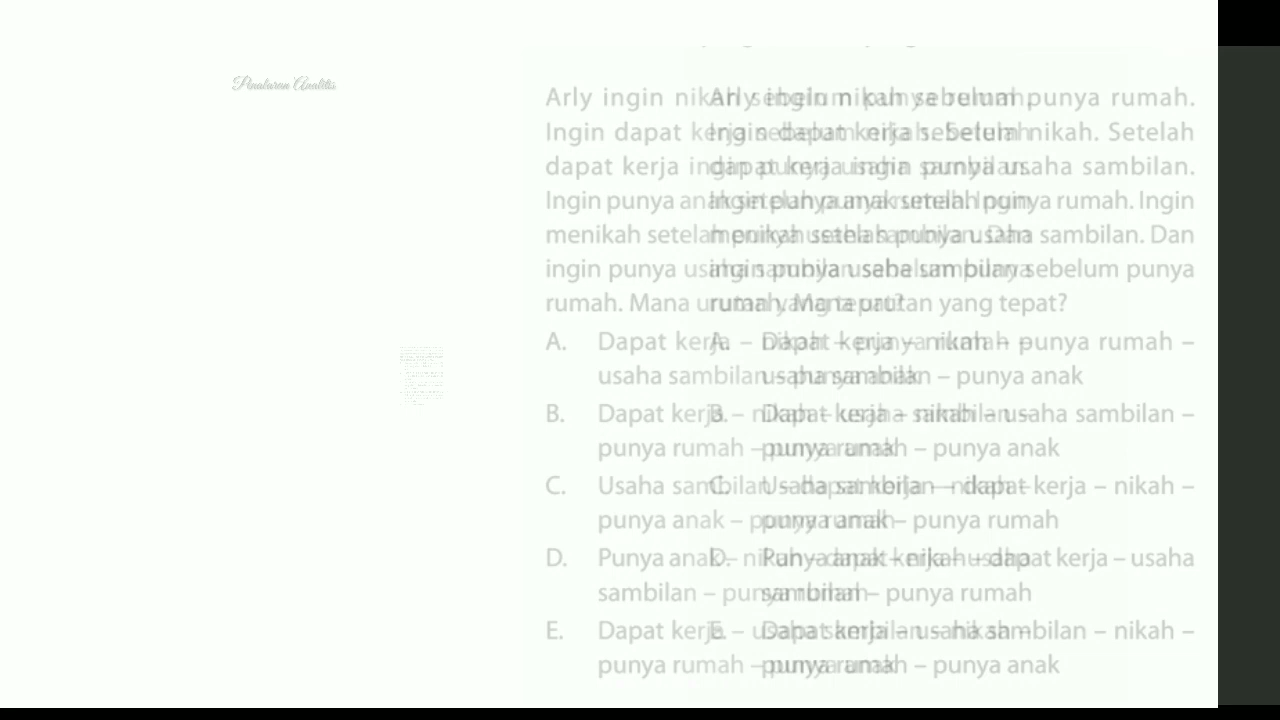 Penalaran Analitis
Arly ingin nikah sebelum punya rumah.
Ingin dapat kerja sebelum nikah. Setelah
dapat kerja ingin punya usaha sambilan.
Ingin punya anak setelah punya rumah. Ingin
menikah setelah punya usaha sambilan. Dan
ingin punya usaha sambilan sebelum punya
rumah. Mana urutan yang tepat?
A. Dapat kerja – nikah – punya rumah –
usaha sambilan – punya anak
B. Dapat kerja – nikah – usaha sambilan –
punya rumah – punya anak
C. Usaha sambilan – dapat kerja – nikah –
punya anak – punya rumah
D. Punya anak – nikah – dapat kerja – usaha
sambilan – punya rumah
E. Dapat kerja – usaha sambilan – nikah –
punya rumah – punya anak